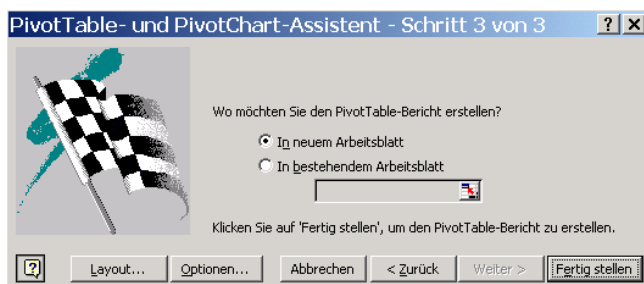 PivotTable- und PivotChart-Assistent - Schritt 3 von 3
Wo möchten Sie den PivotTable-Bericht erstellen?
In neuem Arbeitsblatt
In bestehendem Arbeitsblatt
Klicken Sie auf 'Fertig stellen', um den PivotTable-Bericht zu erstellen.
Layout... Optionen... Abbrechen < Zurück Weiter > Fertig stellen